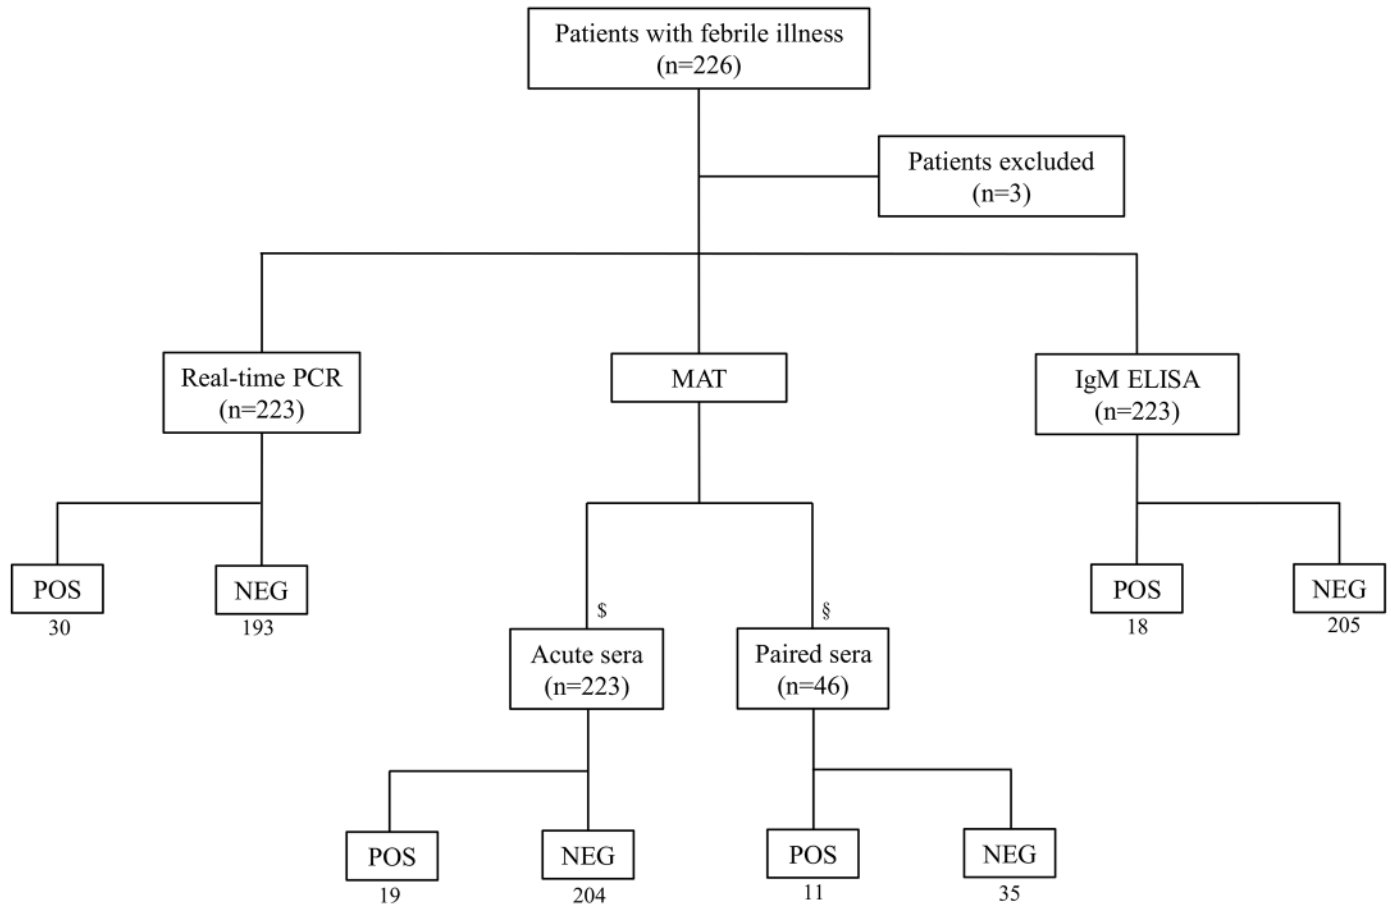 Patients with febrile illness
(n=226)
Patients excluded
(n=3)
Real-time PCR
(n=223)
MAT
IgM ELISA
(n=223)
POS
30
NEG
193
POS
18
NEG
205
$
§
Acute sera
(n=223)
Paired sera
(n=46)
POS
19
NEG
204
POS
11
NEG
35